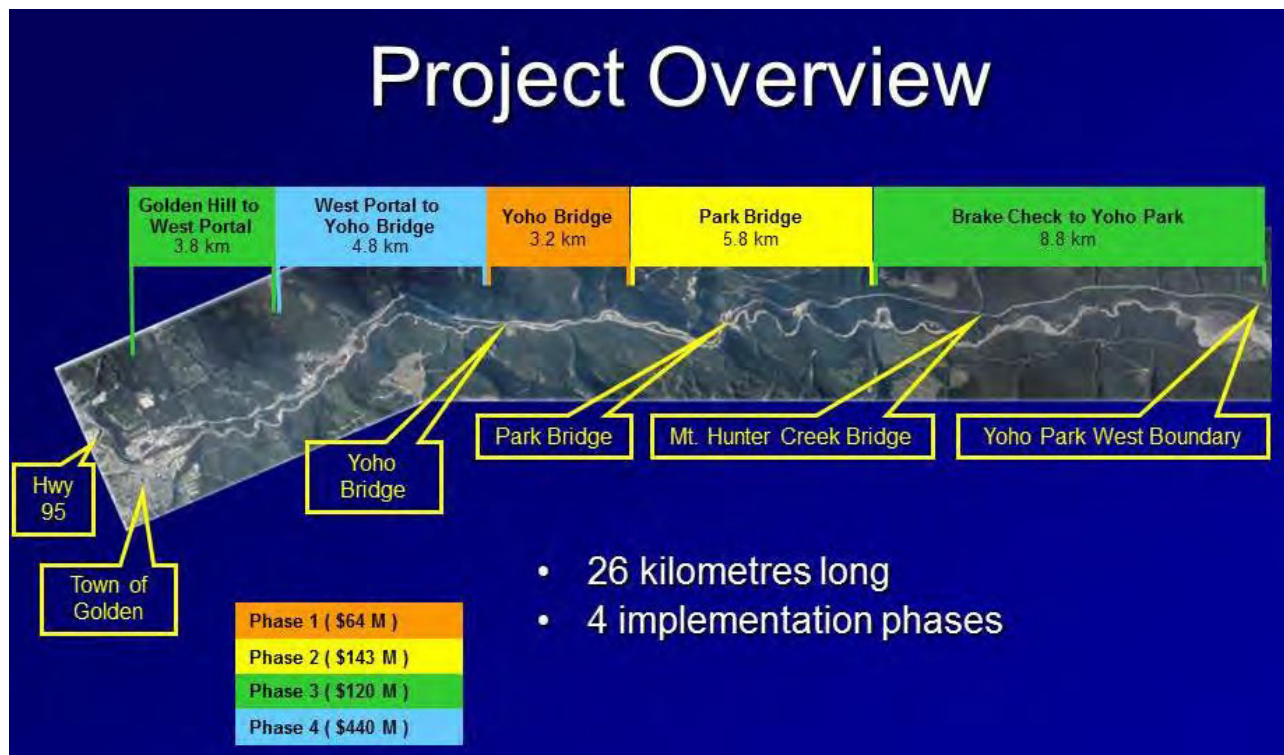 Project Overview
Golden Hill to
West Portal
3.8 km
West Portal to
Yoho Bridge
4.8 km
Yoho Bridge
3.2 km
Park Bridge
5.8 km
Brake Check to Yoho Park
8.8 km
Hwy
95
Town of
Golden
Yoho
Bridge
Park Bridge
Mt. Hunter Creek Bridge
Yoho Park West Boundary
• 26 kilometres long
• 4 implementation phases
Phase 1 ( $64 M )
Phase 2 ( $143 M )
Phase 3 ( $120 M )
Phase 4 ( $440 M )